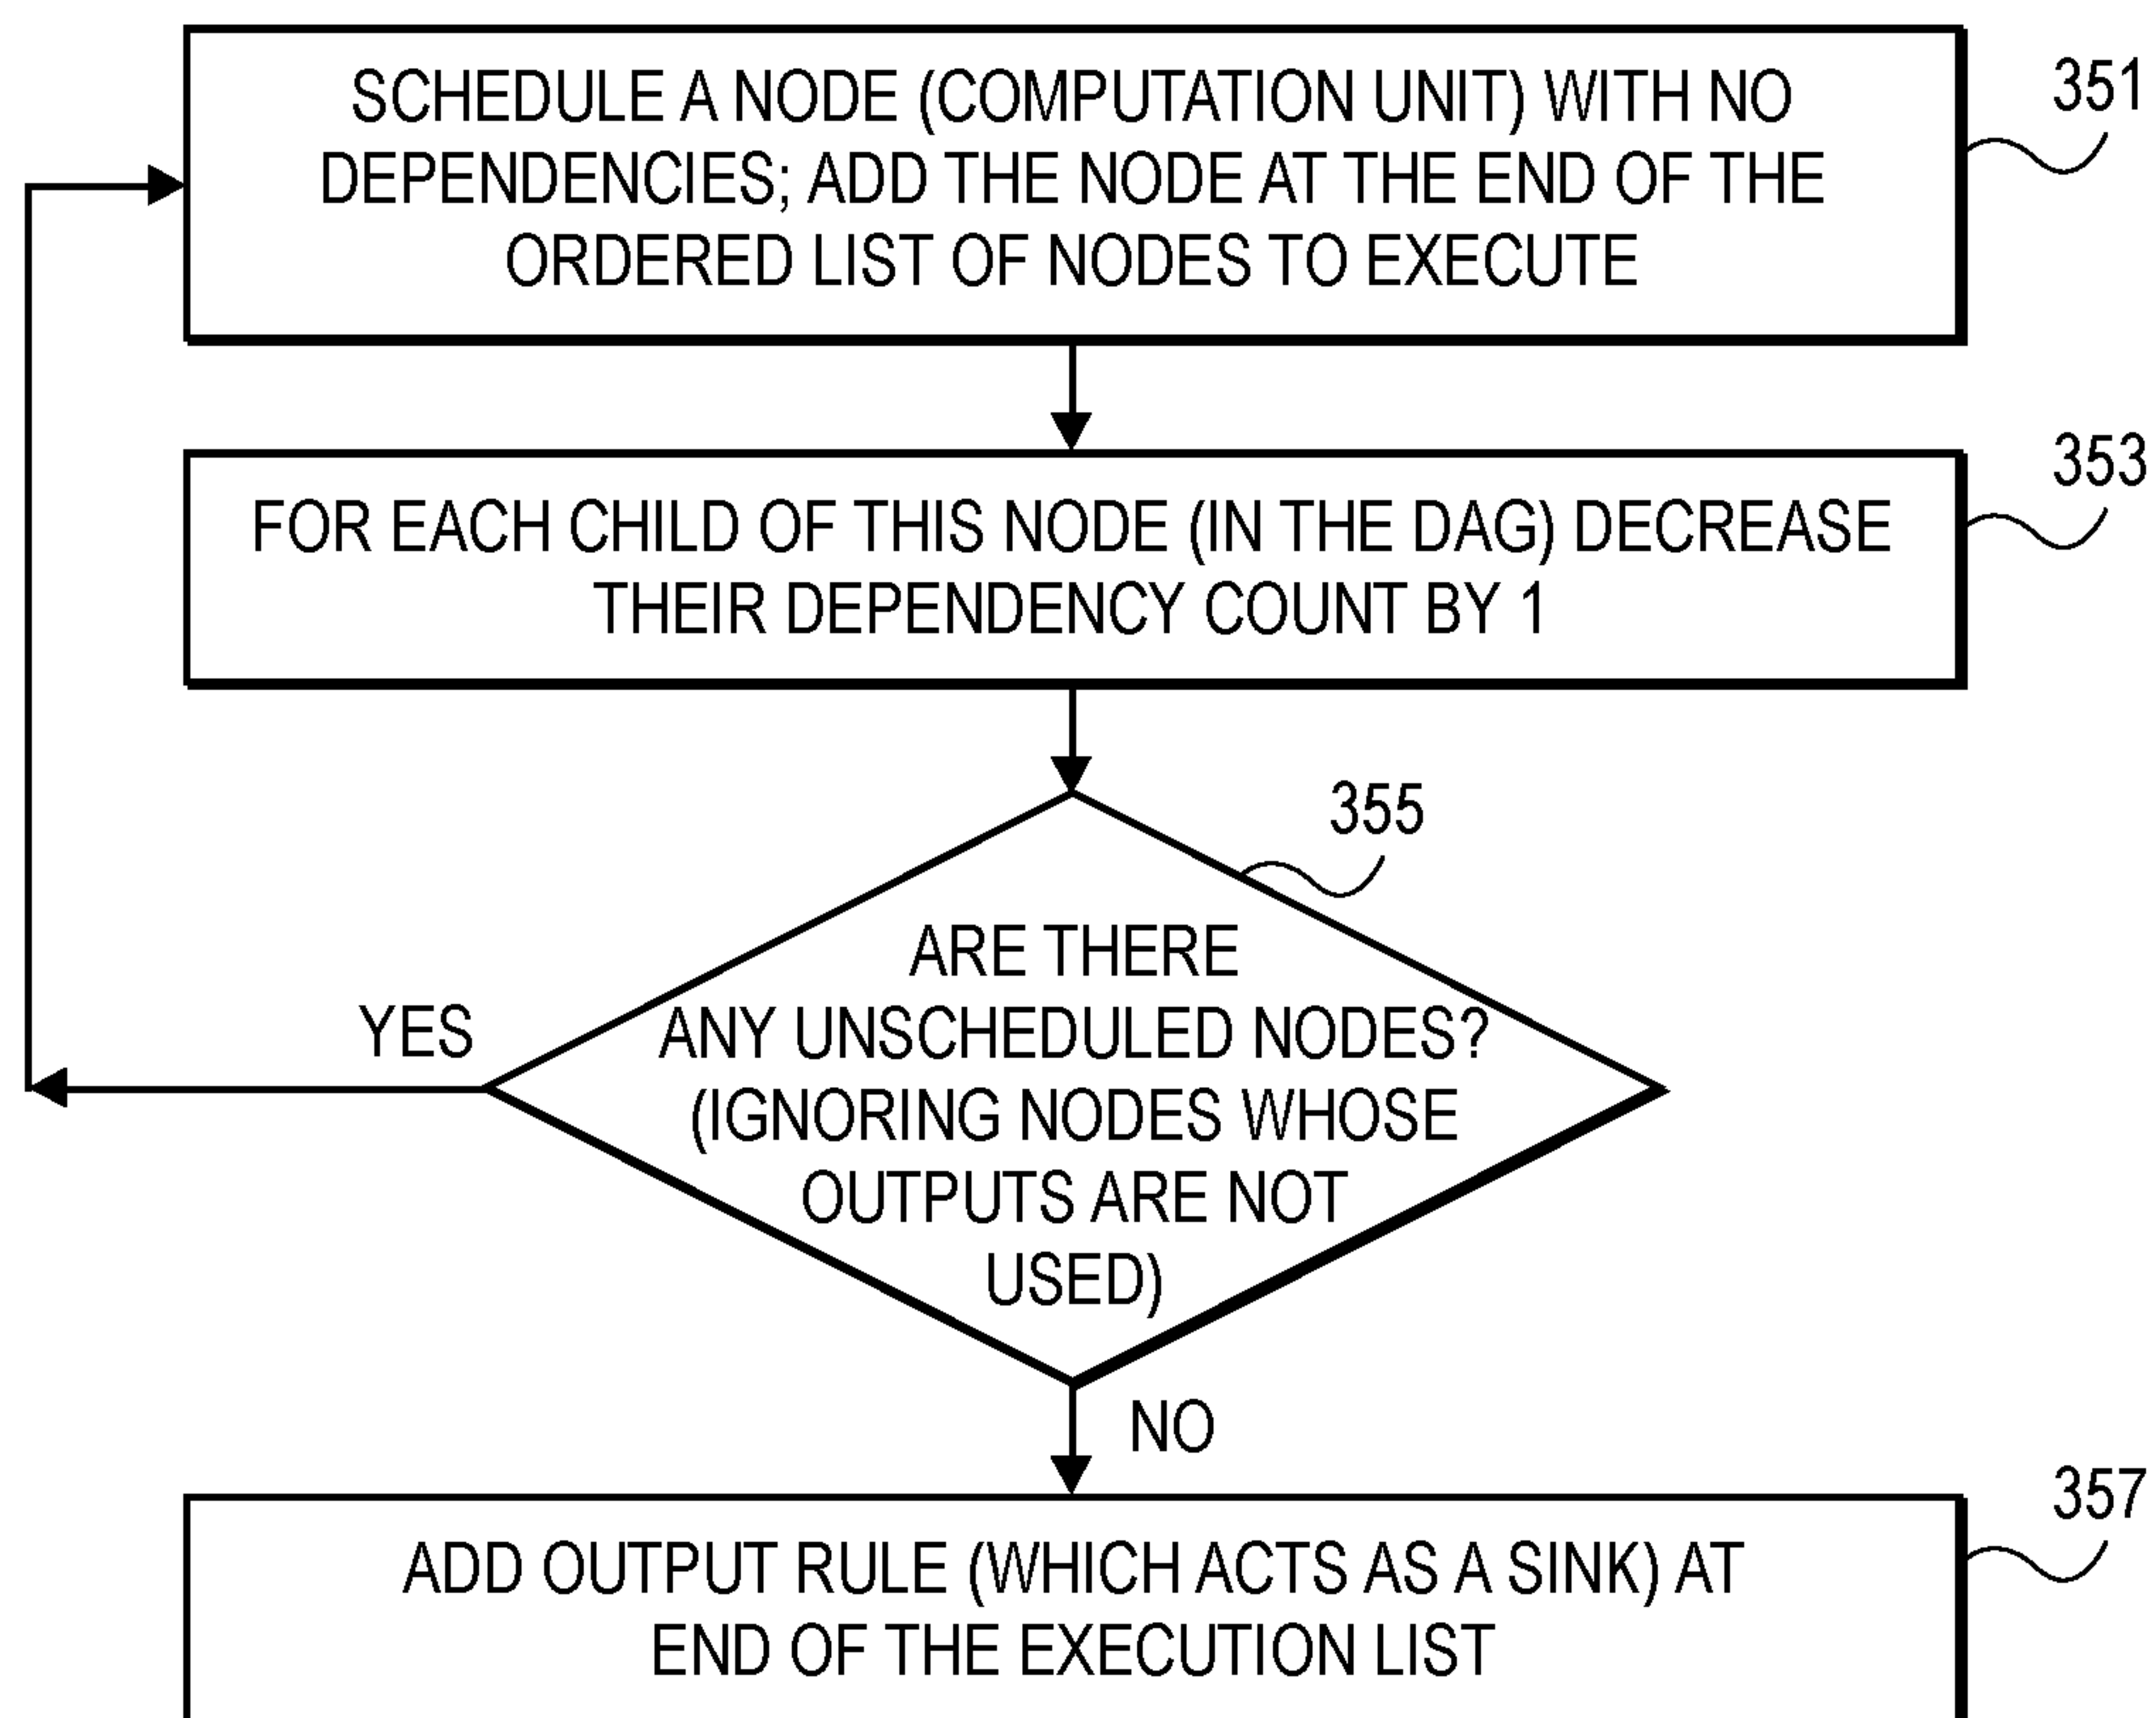 SCHEDULE A NODE (COMPUTATION UNIT) WITH NO
DEPENDENCIES; ADD THE NODE AT THE END OF THE
ORDERED LIST OF NODES TO EXECUTE
351
FOR EACH CHILD OF THIS NODE (IN THE DAG) DECREASE
THEIR DEPENDENCY COUNT BY 1
353
355
ARE THERE
ANY UNSCHEDULED NODES?
(IGNORING NODES WHOSE
OUTPUTS ARE NOT
USED)
YES
NO
357
ADD OUTPUT RULE (WHICH ACTS AS A SINK) AT
END OF THE EXECUTION LIST